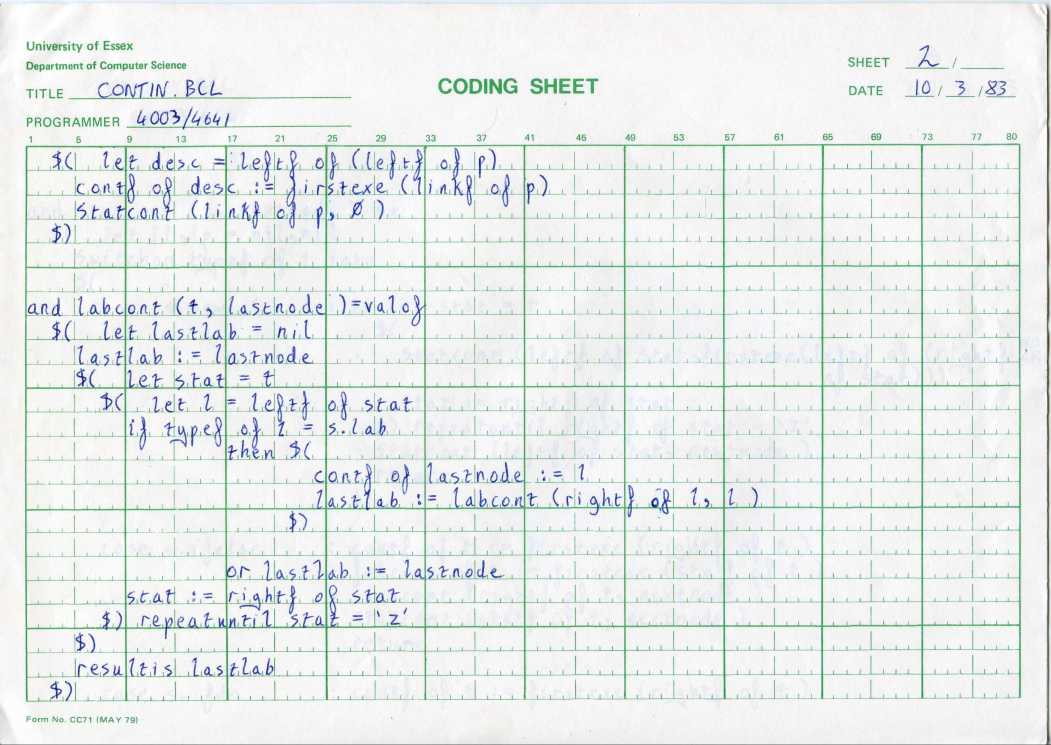 University of Essex
Department of Computer Science
TITLE CONTIN. BCL
CODING SHEET
SHEET 2 /
DATE 10 / 3 / 83
PROGRAMMER 4003/4641
1 5 9 13 17 21 25 29 33 37 41 45 49 53 57 61 65 69 73 77 80
$( let desc = leftf of (leftf of p)
contf of desc := firstexe (linkf of p)
statcont (linkf of p, Ø )
$)
and labcont (t, lastnode )=valof
$( let lastlab = nil
lastlab := lastnode
$( let stat = t
$( let l = leftf of stat
if typef of l = s.lab
then $(
contf of lastnode := l
lastlab := labcont (rightf of l, l )
$)
or lastlab := lastnode
stat := rightf of stat
$) repeatuntil stat = 'z'
$)
resultis lastlab
$)
Form No. CC71 (MAY 79)